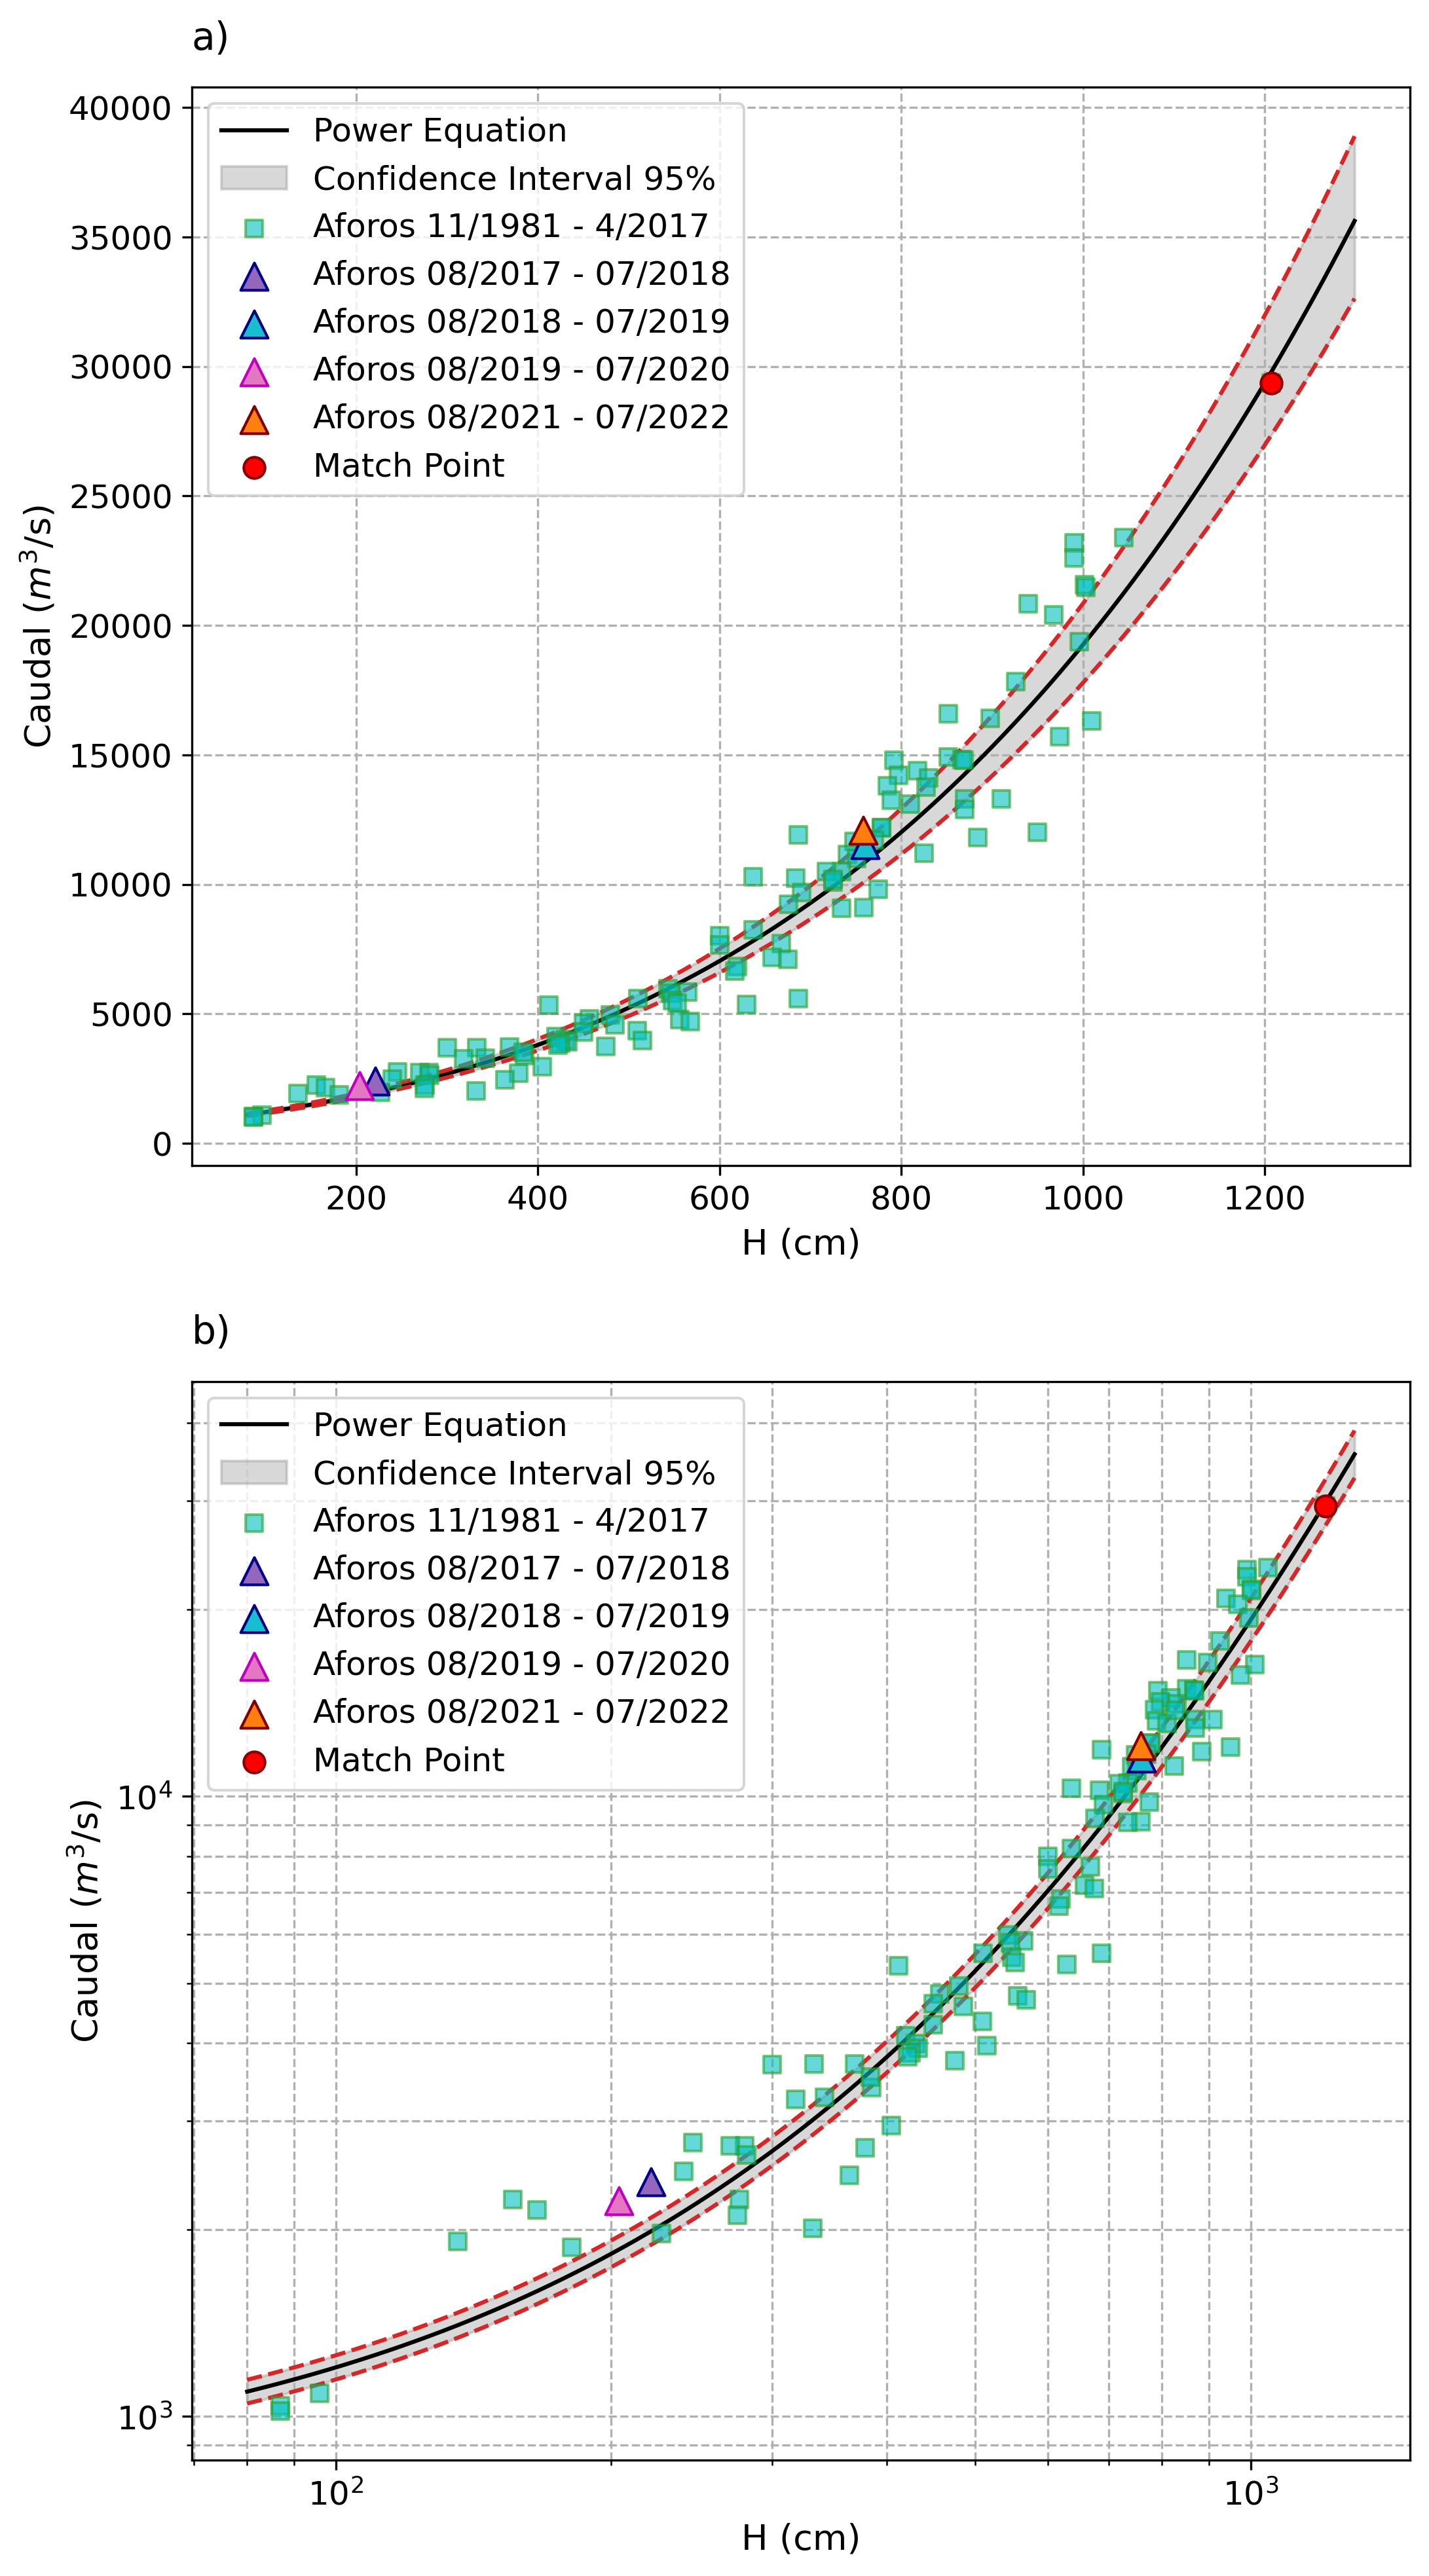 a)
40000
35000
30000
25000
20000
15000
10000
5000
0
Caudal (m³/s)
Power Equation
Confidence Interval 95%
Aforos 11/1981 - 4/2017
Aforos 08/2017 - 07/2018
Aforos 08/2018 - 07/2019
Aforos 08/2019 - 07/2020
Aforos 08/2021 - 07/2022
Match Point
200 400 600 800 1000 1200
H (cm)
b)
Power Equation
Confidence Interval 95%
Aforos 11/1981 - 4/2017
Aforos 08/2017 - 07/2018
Aforos 08/2018 - 07/2019
Aforos 08/2019 - 07/2020
Aforos 08/2021 - 07/2022
Match Point
10⁴
10³
Caudal (m³/s)
10² 10³
H (cm)